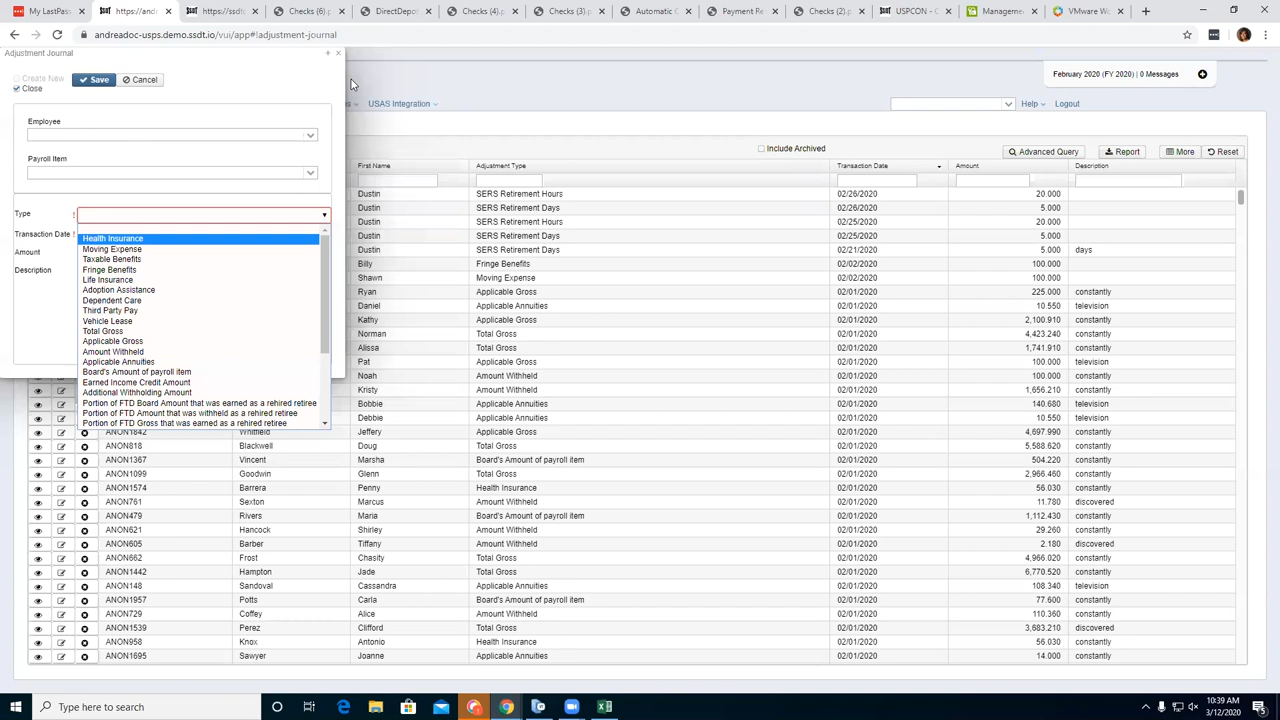 My LastPass
https://andre
https://ssdt
Checks (6).p
DirectDepos
Checks (4).p
Checks (3).p
Automatic C
Payment Re
Checks (2).p
USPCON - C
Management
VMware Wo
andreadoc-usps.demo.ssdt.io/vui/app#!adjustment-journal
Adjustment Journal
Create New
Close
Save
Cancel
February 2020 (FY 2020) | 0 Messages
USAS Integration
Help
Logout
Employee
Payroll Item
Include Archived
Advanced Query
Report
More
Reset
First Name Adjustment Type Transaction Date Amount Description
Type
Transaction Date
Amount
Description
Health Insurance
Moving Expense
Taxable Benefits
Fringe Benefits
Life Insurance
Adoption Assistance
Dependent Care
Third Party Pay
Vehicle Lease
Total Gross
Applicable Gross
Amount Withheld
Applicable Annuities
Board's Amount of payroll item
Earned Income Credit Amount
Additional Withholding Amount
Portion of FTD Board Amount that was earned as a rehired retiree
Portion of FTD Amount that was withheld as a rehired retiree
Portion of FTD Gross that was earned as a rehired retiree
Dustin SERS Retirement Hours 02/26/2020 20.000
Dustin SERS Retirement Days 02/26/2020 5.000
Dustin SERS Retirement Hours 02/25/2020 20.000
Dustin SERS Retirement Days 02/25/2020 5.000
Dustin SERS Retirement Days 02/21/2020 5.000 days
Billy Fringe Benefits 02/02/2020 100.000
Shawn Moving Expense 02/02/2020 100.000
Ryan Applicable Gross 02/01/2020 225.000 constantly
Daniel Applicable Annuities 02/01/2020 10.550 television
Kathy Applicable Gross 02/01/2020 2,100.910 constantly
Norman Total Gross 02/01/2020 4,423.240 constantly
Alissa Total Gross 02/01/2020 1,741.910 constantly
Pat Applicable Gross 02/01/2020 100.000 television
Noah Amount Withheld 02/01/2020 100.000 constantly
Kristy Amount Withheld 02/01/2020 1,656.210 constantly
Bobbie Applicable Annuities 02/01/2020 140.680 television
Debbie Applicable Annuities 02/01/2020 10.550 television
ANON1842 Whitfield Jeffery Applicable Gross 02/01/2020 4,697.990 constantly
ANON818 Blackwell Doug Total Gross 02/01/2020 5,588.620 constantly
ANON1367 Vincent Marsha Board's Amount of payroll item 02/01/2020 504.220 constantly
ANON1099 Goodwin Glenn Total Gross 02/01/2020 2,966.460 constantly
ANON1574 Barrera Penny Health Insurance 02/01/2020 56.030 constantly
ANON761 Sexton Marcus Amount Withheld 02/01/2020 11.780 discovered
ANON479 Rivers Maria Board's Amount of payroll item 02/01/2020 1,112.430 constantly
ANON621 Hancock Shirley Amount Withheld 02/01/2020 29.260 constantly
ANON605 Barber Tiffany Amount Withheld 02/01/2020 2.180 discovered
ANON662 Frost Chasity Total Gross 02/01/2020 4,966.020 constantly
ANON1442 Hampton Jade Total Gross 02/01/2020 6,770.520 constantly
ANON148 Sandoval Cassandra Applicable Annuities 02/01/2020 108.340 television
ANON1957 Potts Carla Board's Amount of payroll item 02/01/2020 77.600 constantly
ANON729 Coffey Alice Amount Withheld 02/01/2020 110.360 constantly
ANON1539 Perez Clifford Total Gross 02/01/2020 3,683.210 discovered
ANON958 Knox Antonio Health Insurance 02/01/2020 56.030 constantly
ANON1695 Sawyer Joanne Applicable Annuities 02/01/2020 14.000 constantly
Type here to search
10:39 AM
3/12/2020